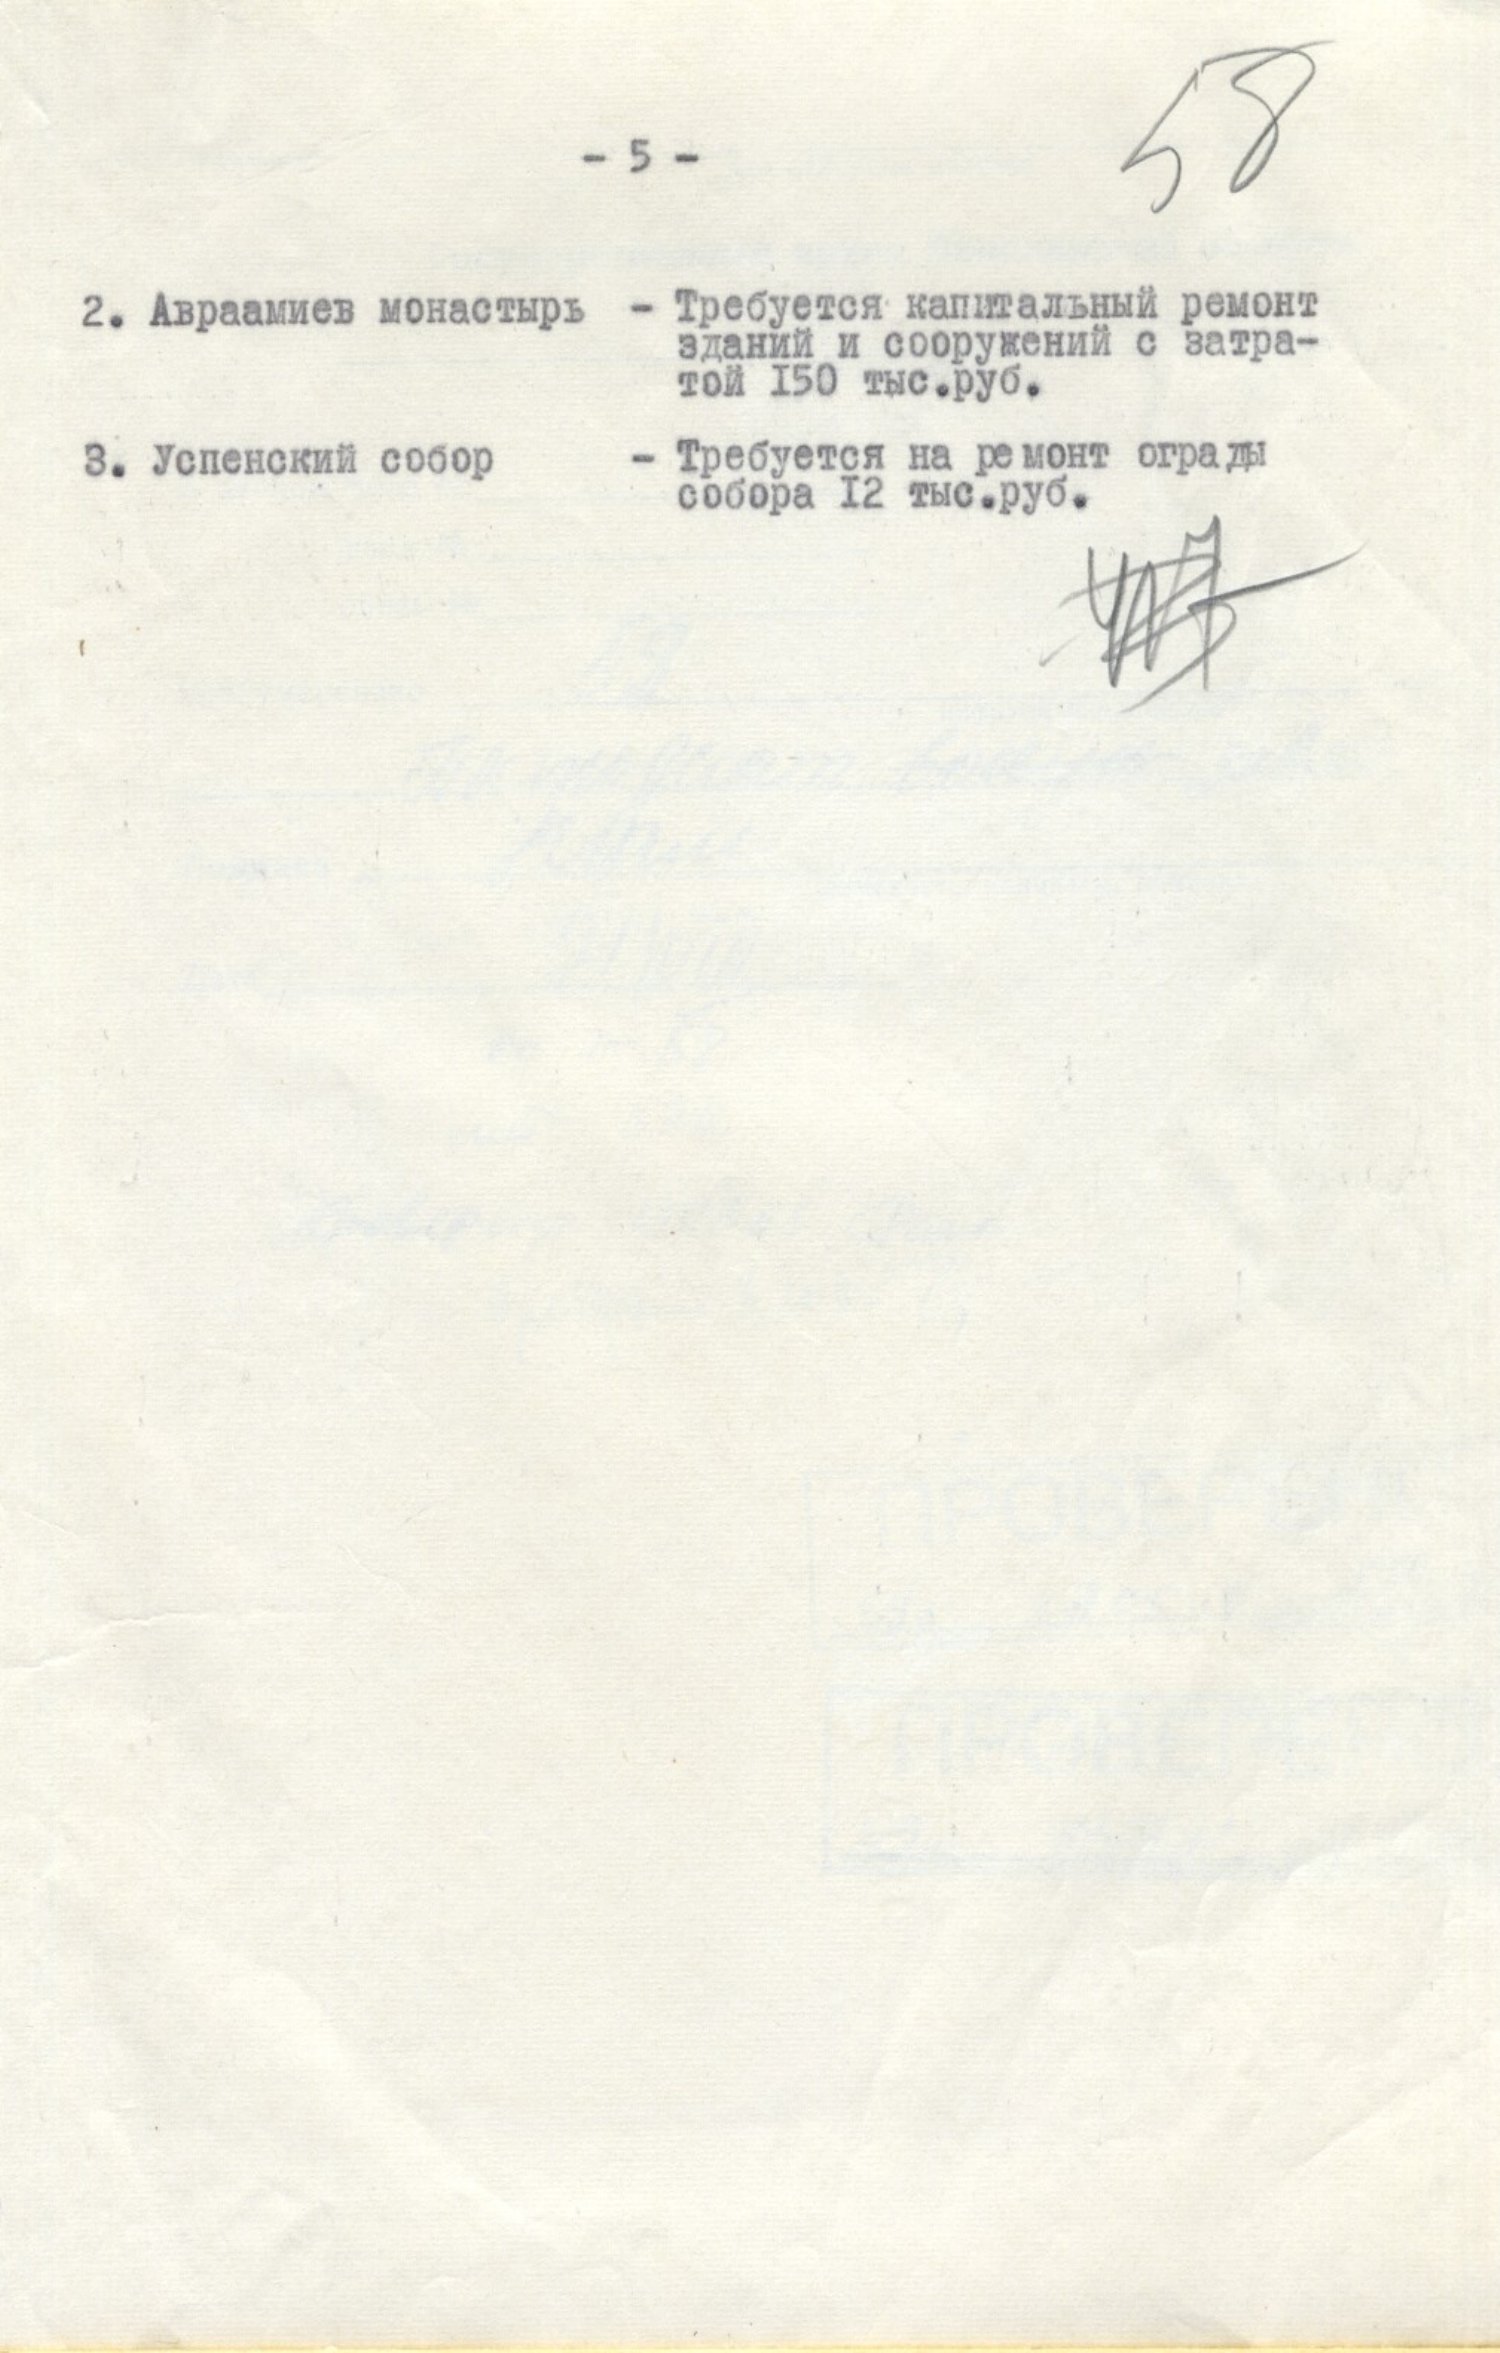 58
- 5 -
2. Авраамиев монастырь - Требуется капитальный ремонт
зданий и сооружений с затра-
той 150 тыс.руб.
3. Успенский собор - Требуется на ремонт ограды
собора 12 тыс.руб.